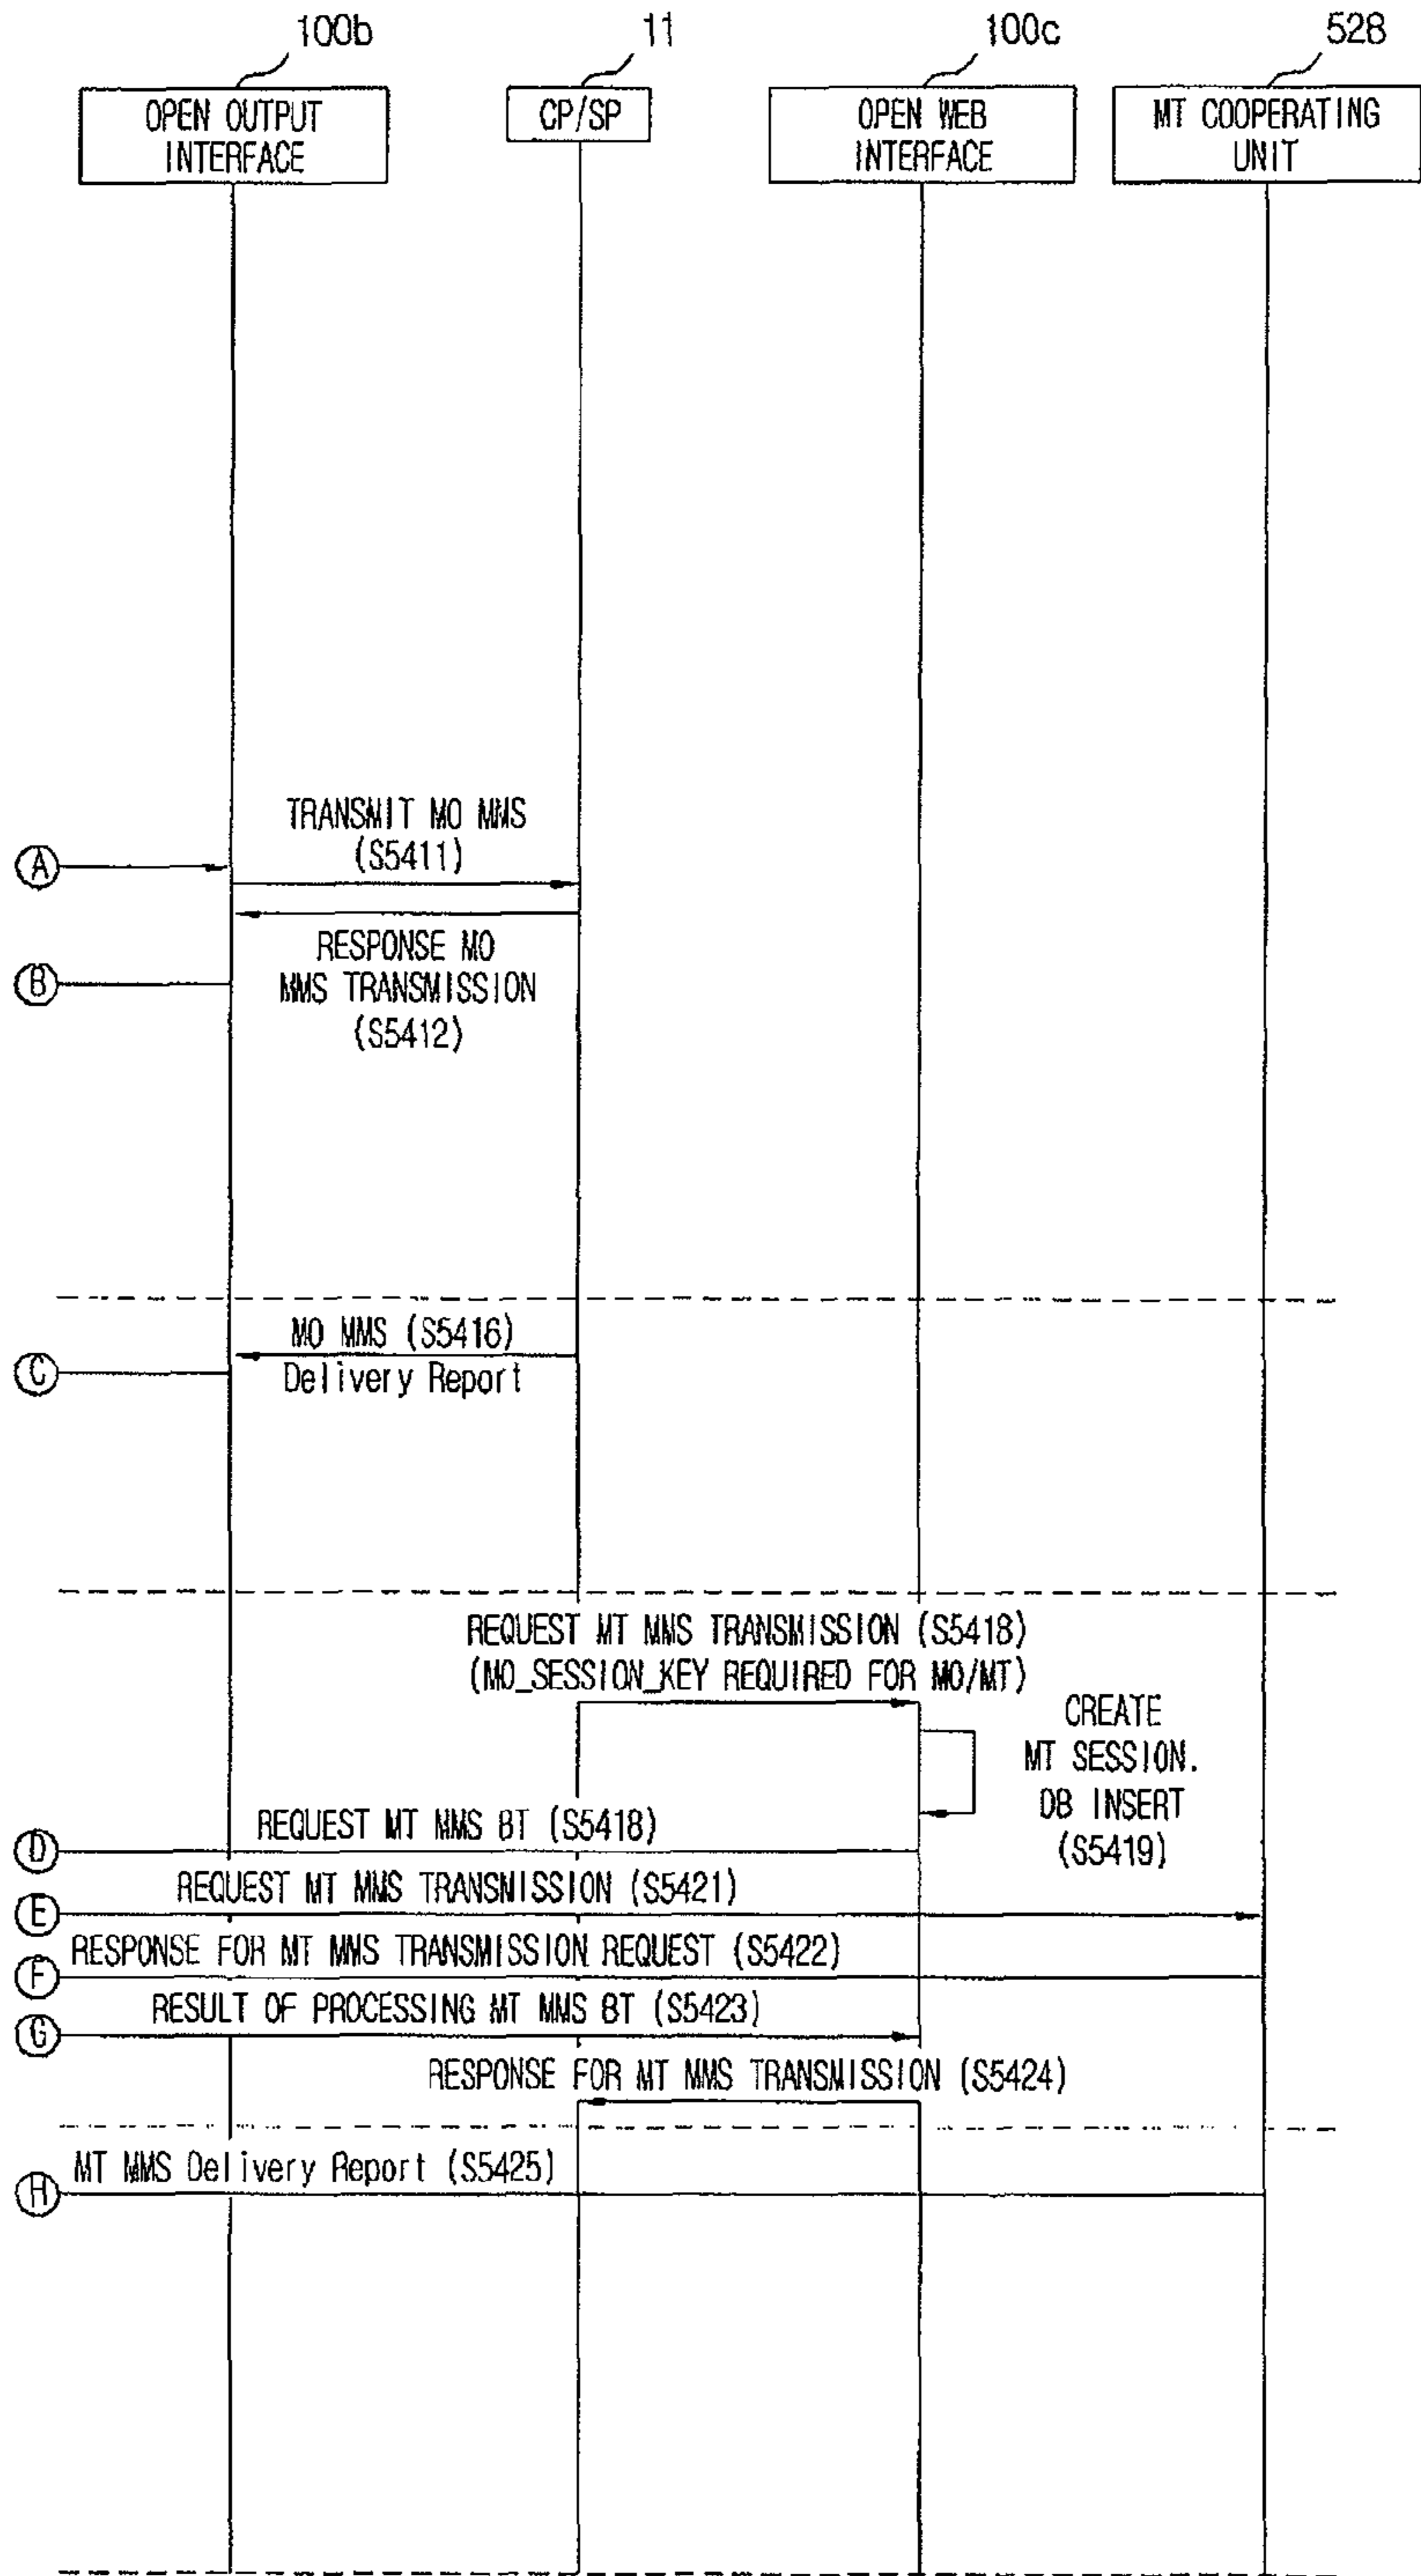 100b
11
100c
528
OPEN OUTPUT
INTERFACE
CP/SP
OPEN WEB
INTERFACE
MT COOPERATING
UNIT
TRANSMIT MO MMS
(S5411)
A
RESPONSE MO
MMS TRANSMISSION
(S5412)
B
MO MMS (S5416)
Delivery Report
C
REQUEST MT MMS TRANSMISSION (S5418)
(MO_SESSION_KEY REQUIRED FOR MO/MT)
CREATE
MT SESSION.
DB INSERT
(S5419)
REQUEST MT MMS BT (S5418)
D
REQUEST MT MMS TRANSMISSION (S5421)
E
RESPONSE FOR MT MMS TRANSMISSION REQUEST (S5422)
F
RESULT OF PROCESSING MT MMS BT (S5423)
G
RESPONSE FOR MT MMS TRANSMISSION (S5424)
MT MMS Delivery Report (S5425)
H